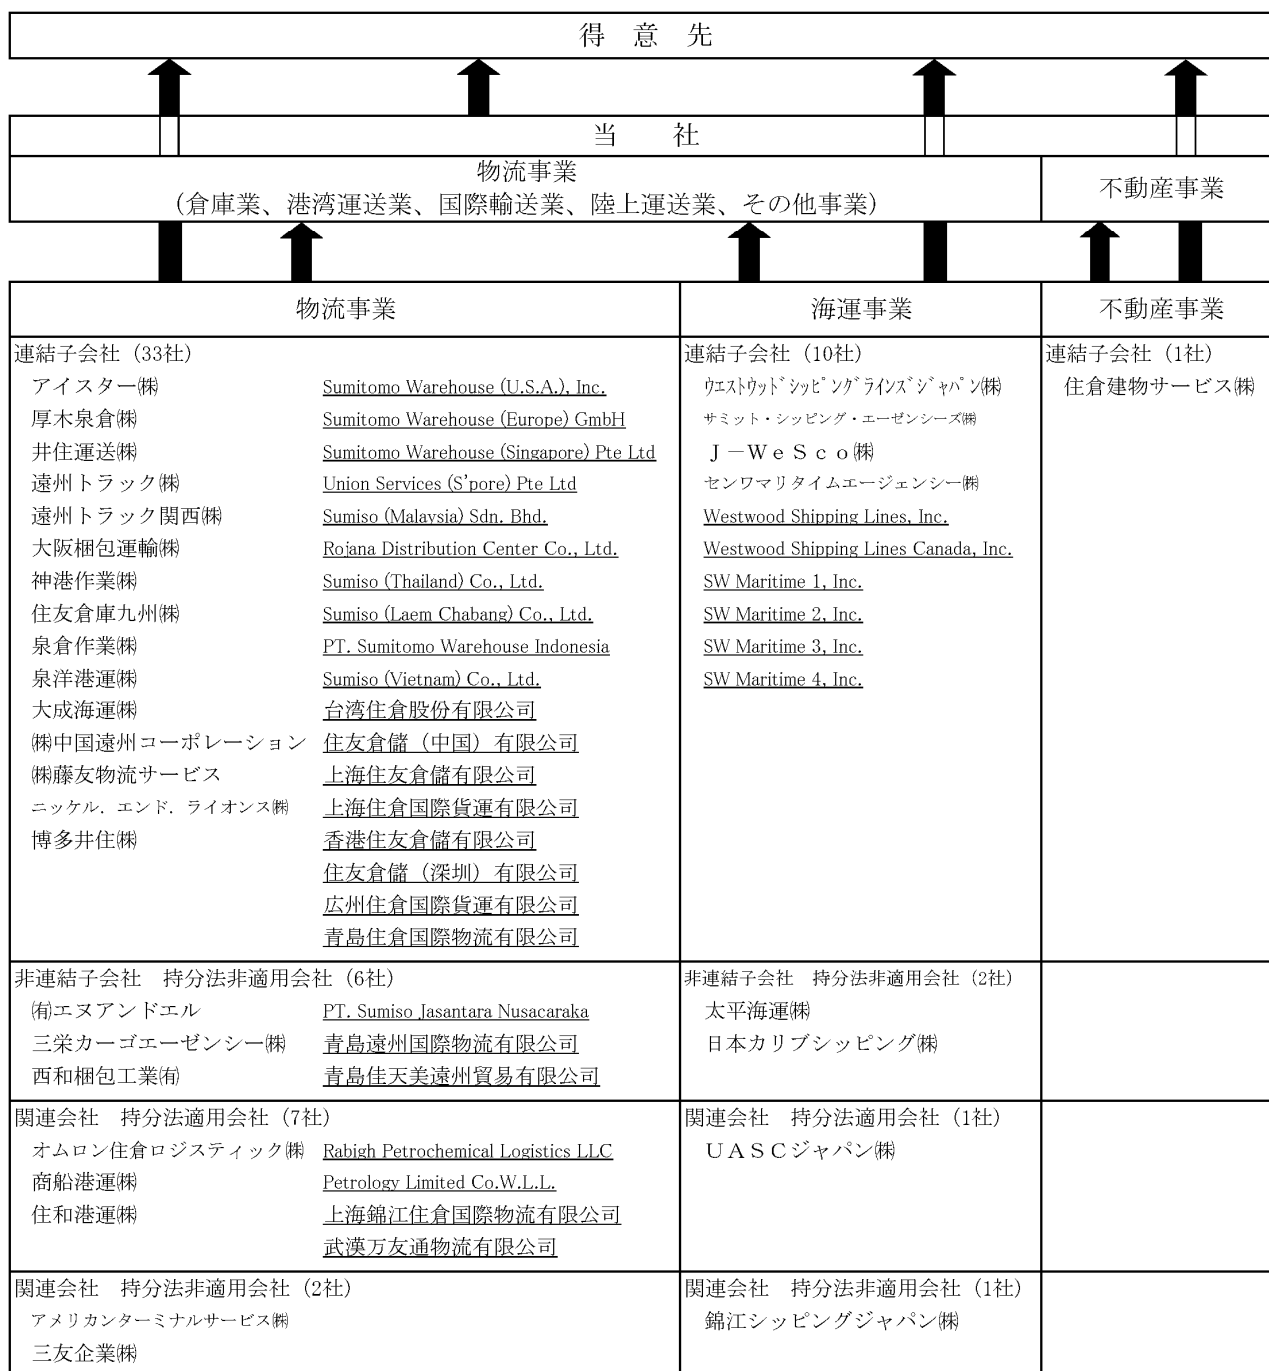 得　意　先
当　　社
物流事業
(倉庫業、港湾運送業、国際輸送業、陸上運送業、その他事業)
不動産事業
物流事業
海運事業
不動産事業
連結子会社（33社）
アイスター㈱
厚木泉倉㈱
井住運送㈱
遠州トラック㈱
遠州トラック関西㈱
大阪梱包運輸㈱
神港作業㈱
住友倉庫九州㈱
泉倉作業㈱
泉洋港運㈱
大成海運㈱
㈱中国遠州コーポレーション
㈱藤友物流サービス
ニッケル．エンド．ライオンス㈱
博多井住㈱
Sumitomo Warehouse (U.S.A.), Inc.
Sumitomo Warehouse (Europe) GmbH
Sumitomo Warehouse (Singapore) Pte Ltd
Union Services (S'pore) Pte Ltd
Sumiso (Malaysia) Sdn. Bhd.
Rojana Distribution Center Co., Ltd.
Sumiso (Thailand) Co., Ltd.
Sumiso (Laem Chabang) Co., Ltd.
PT. Sumitomo Warehouse Indonesia
Sumiso (Vietnam) Co., Ltd.
台湾住倉股份有限公司
住友倉儲（中国）有限公司
上海住友倉儲有限公司
上海住倉国際貨運有限公司
香港住友倉儲有限公司
住友倉儲（深圳）有限公司
広州住倉国際貨運有限公司
青島住倉国際物流有限公司
連結子会社（10社）
ｳｴｽﾄｳｯﾄﾞｼｯﾋﾟﾝｸﾞﾗｲﾝｽﾞｼﾞｬﾊﾟﾝ㈱
サミット・シッピング・エーゼンシーズ㈱
Ｊ－ＷｅＳｃｏ㈱
センワマリタイムエージェンシー㈱
Westwood Shipping Lines, Inc.
Westwood Shipping Lines Canada, Inc.
SW Maritime 1, Inc.
SW Maritime 2, Inc.
SW Maritime 3, Inc.
SW Maritime 4, Inc.
連結子会社（1社）
住倉建物サービス㈱
非連結子会社　持分法非適用会社（6社）
㈲エヌアンドエル
三栄カーゴエーゼンシー㈱
西和梱包工業㈲
PT. Sumiso Jasantara Nusacaraka
青島遠州国際物流有限公司
青島佳天美遠州貿易有限公司
非連結子会社　持分法非適用会社（2社）
太平海運㈱
日本カリブシッピング㈱
関連会社　持分法適用会社（7社）
オムロン住倉ロジスティック㈱
商船港運㈱
住和港運㈱
Rabigh Petrochemical Logistics LLC
Petrology Limited Co.W.L.L.
上海錦江住倉国際物流有限公司
武漢万友通物流有限公司
関連会社　持分法適用会社（1社）
ＵＡＳＣジャパン㈱
関連会社　持分法非適用会社（2社）
アメリカンターミナルサービス㈱
三友企業㈱
関連会社　持分法非適用会社（1社）
錦江シッピングジャパン㈱